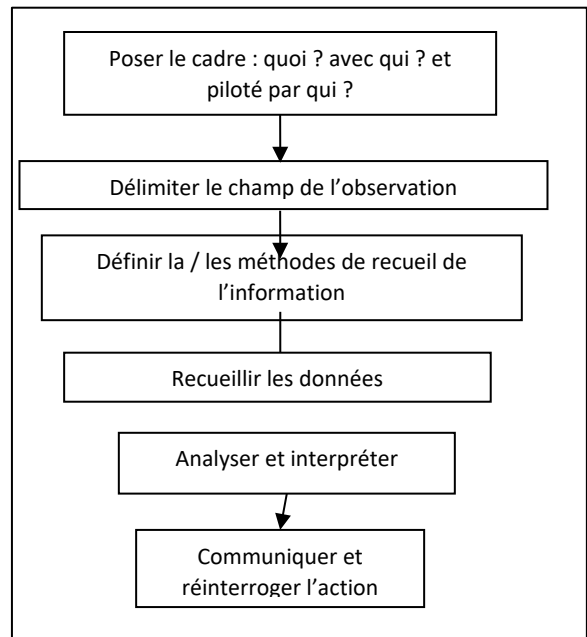 Poser le cadre : quoi ? avec qui ? et
piloté par qui ?
Délimiter le champ de l’observation
Définir la / les méthodes de recueil de
l’information
Recueillir les données
Analyser et interpréter
Communiquer et
réinterroger l’action